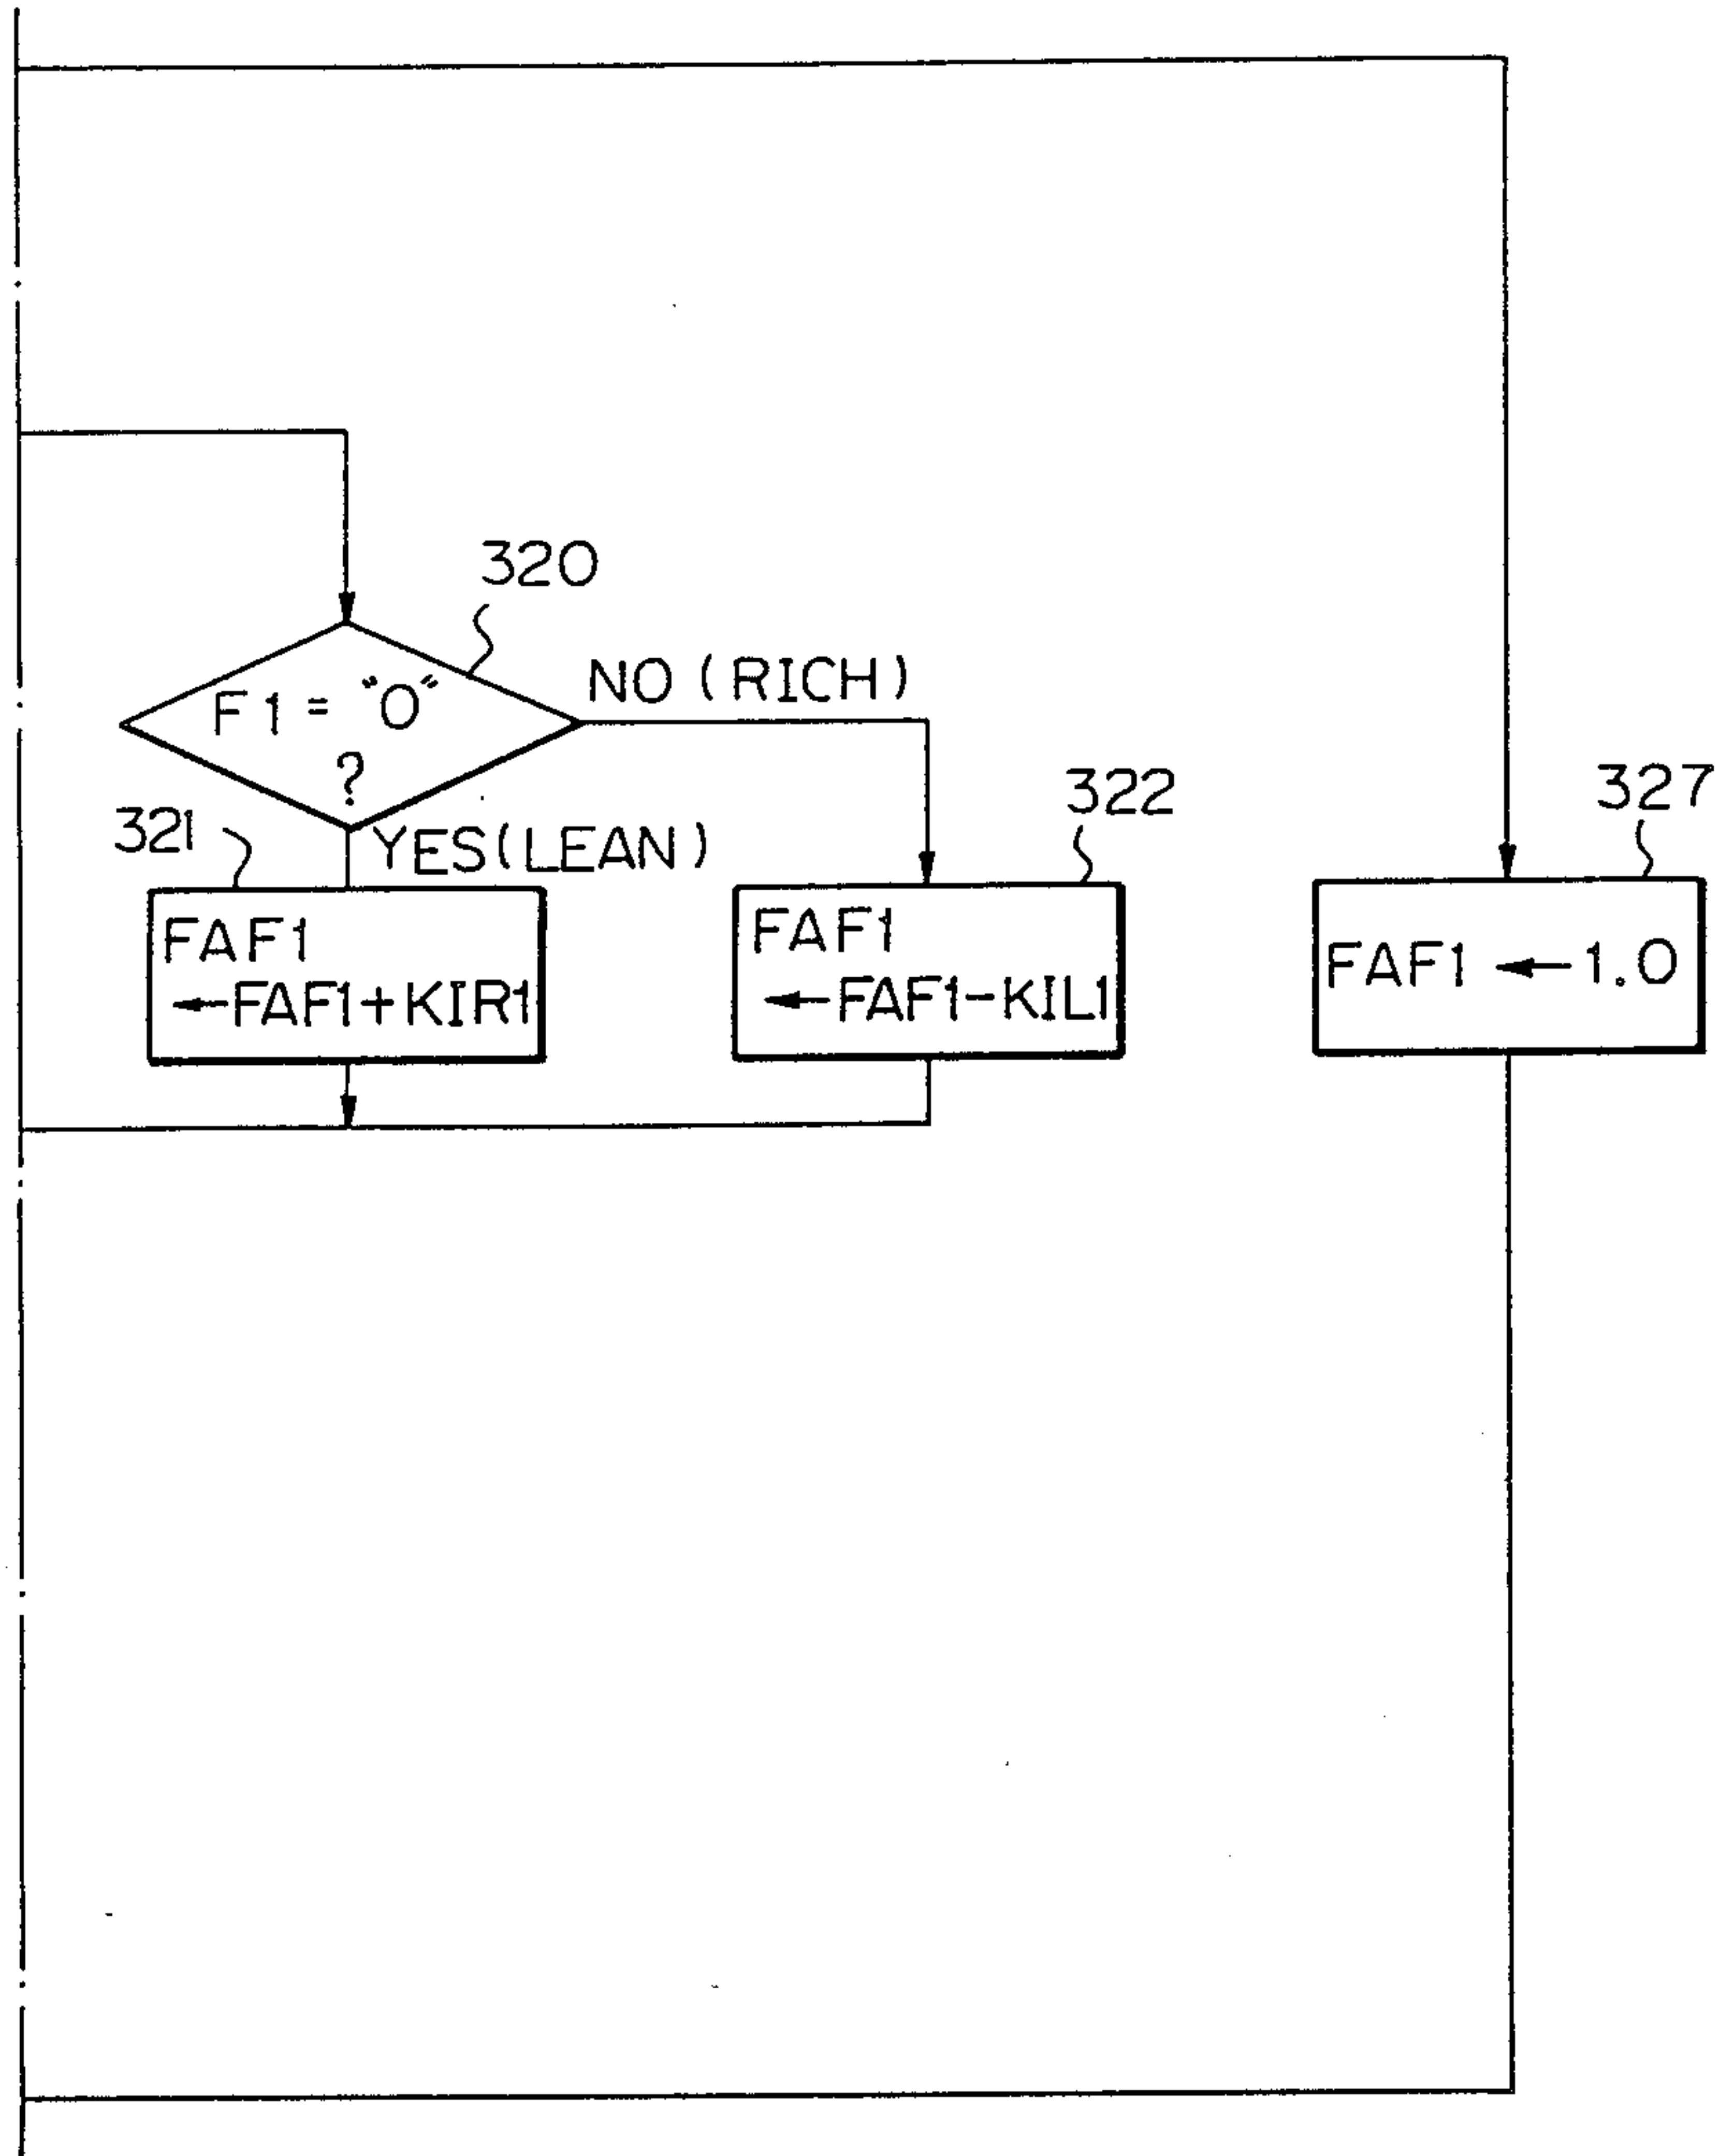 320
F1 = "0"
?
NO (RICH)
YES (LEAN)
321
FAF1
←FAF1+KIR1
322
FAF1
←FAF1-KIL1
327
FAF1 ← 1.0